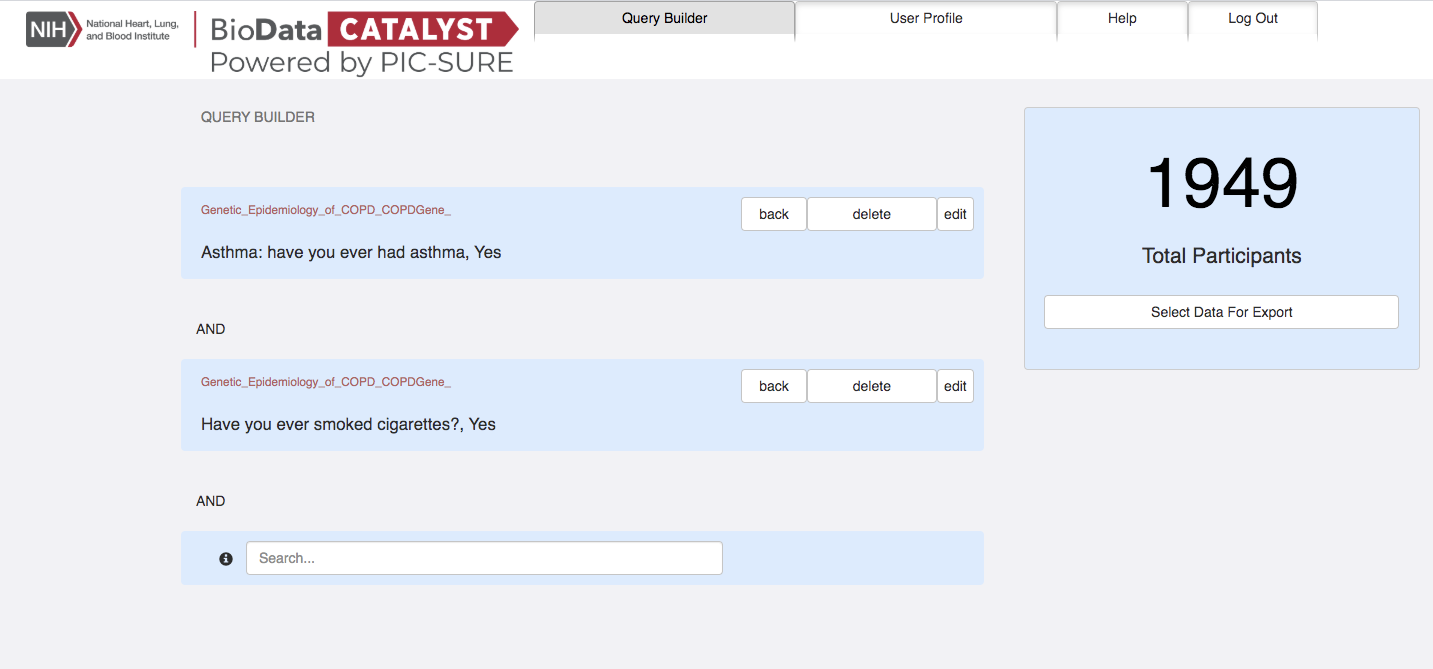 NIH National Heart, Lung,
and Blood Institute
BioData CATALYST
Powered by PIC-SURE
Query Builder
User Profile
Help
Log Out
QUERY BUILDER
Genetic_Epidemiology_of_COPD_COPDGene_
back
delete
edit
Asthma: have you ever had asthma, Yes
AND
Genetic_Epidemiology_of_COPD_COPDGene_
back
delete
edit
Have you ever smoked cigarettes?, Yes
AND
Search...
1949
Total Participants
Select Data For Export